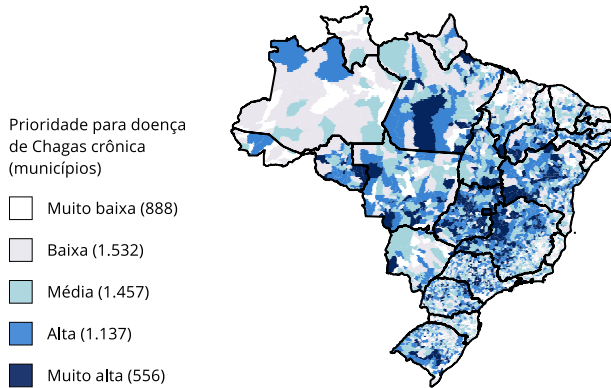 Prioridade para doença
de Chagas crônica
(municípios)
Muito baixa (888)
Baixa (1.532)
Média (1.457)
Alta (1.137)
Muito alta (556)